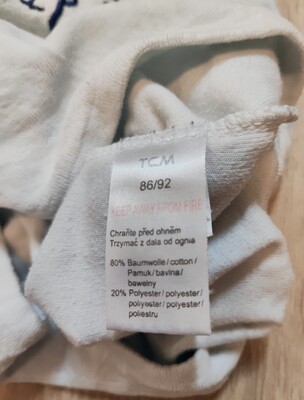 TCM
86/92
KEEP AWAY FROM FIRE
Chraňte před ohněm
Trzymać z dala od ognia
80% Baumwolle/cotton/
Pamuk/bavlna/
bawełny
20% Polyester/polyester/
polyester/polyester/
poliestru